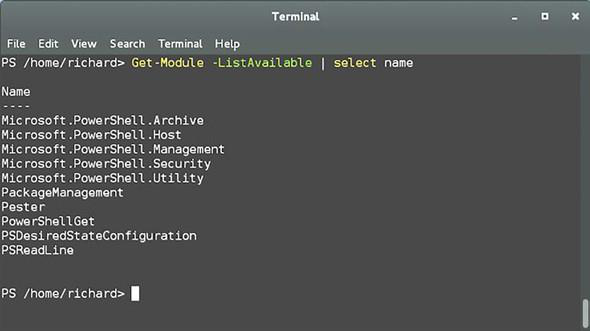 Terminal
File Edit View Search Terminal Help
PS /home/richard> Get-Module -ListAvailable | select name
Name
----
Microsoft.PowerShell.Archive
Microsoft.PowerShell.Host
Microsoft.PowerShell.Management
Microsoft.PowerShell.Security
Microsoft.PowerShell.Utility
PackageManagement
Pester
PowerShellGet
PSDesiredStateConfiguration
PSReadLine
PS /home/richard>